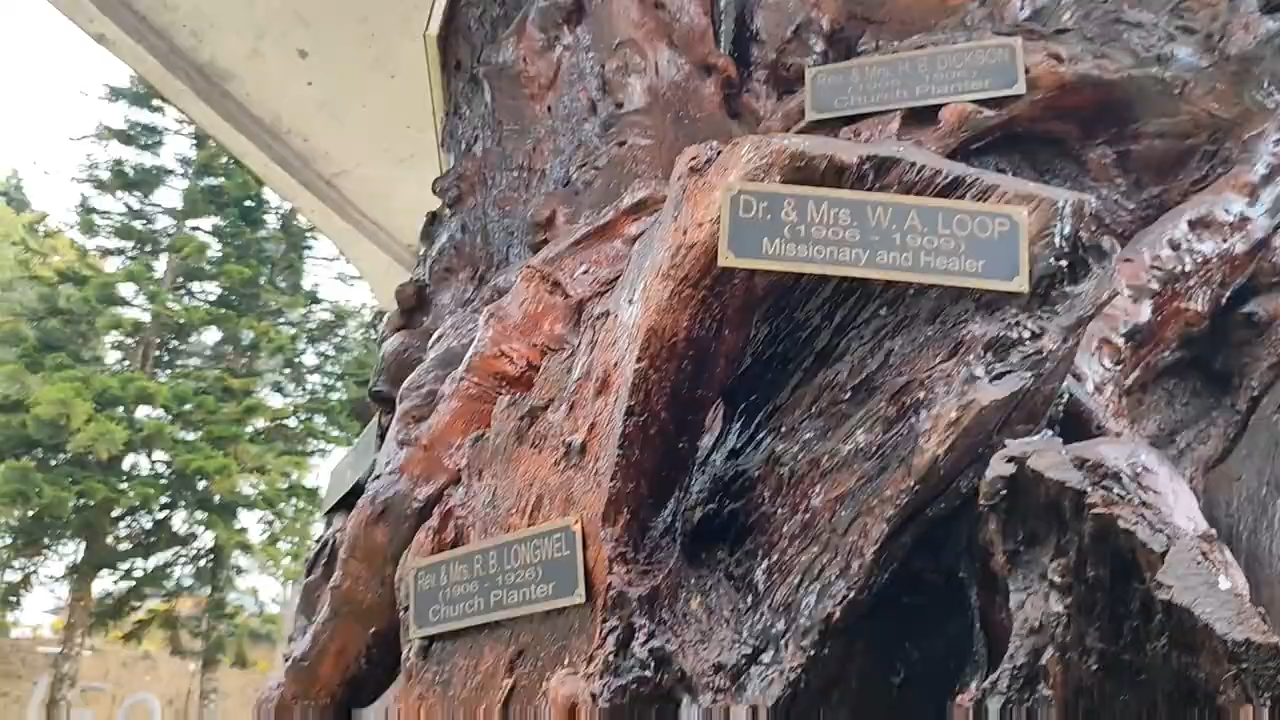 Rev. & Mrs. H. B. DICKSON
Church Planter
Dr. & Mrs. W. A. LOOP
(1906 - 1909)
Missionary and Healer
Rev. & Mrs. R. B. LONGWEL
(1906 - 1926)
Church Planter
Go